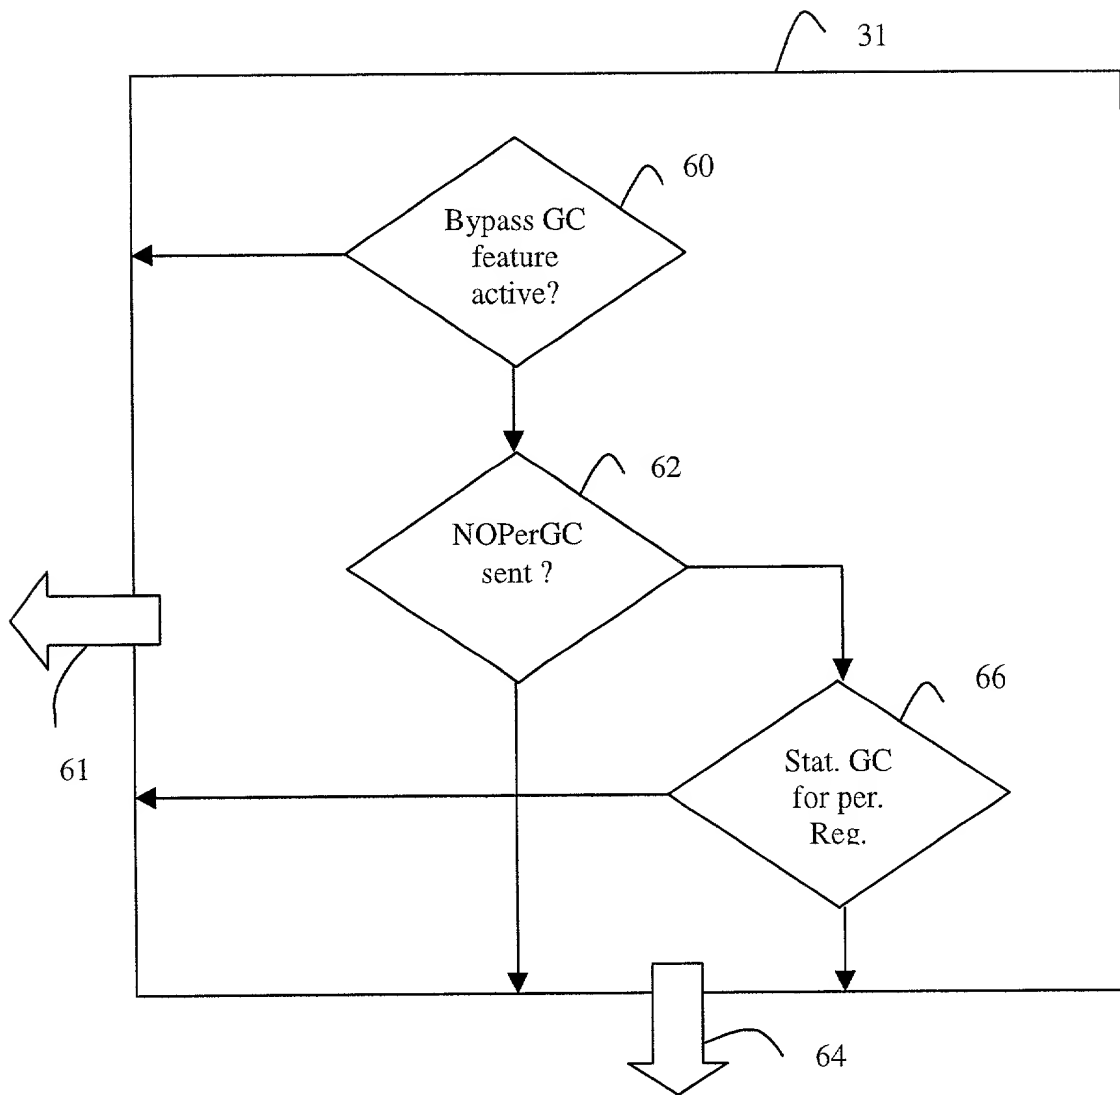 31
60
Bypass GC
feature
active?
62
NOPerGC
sent ?
66
Stat. GC
for per.
Reg.
61
64